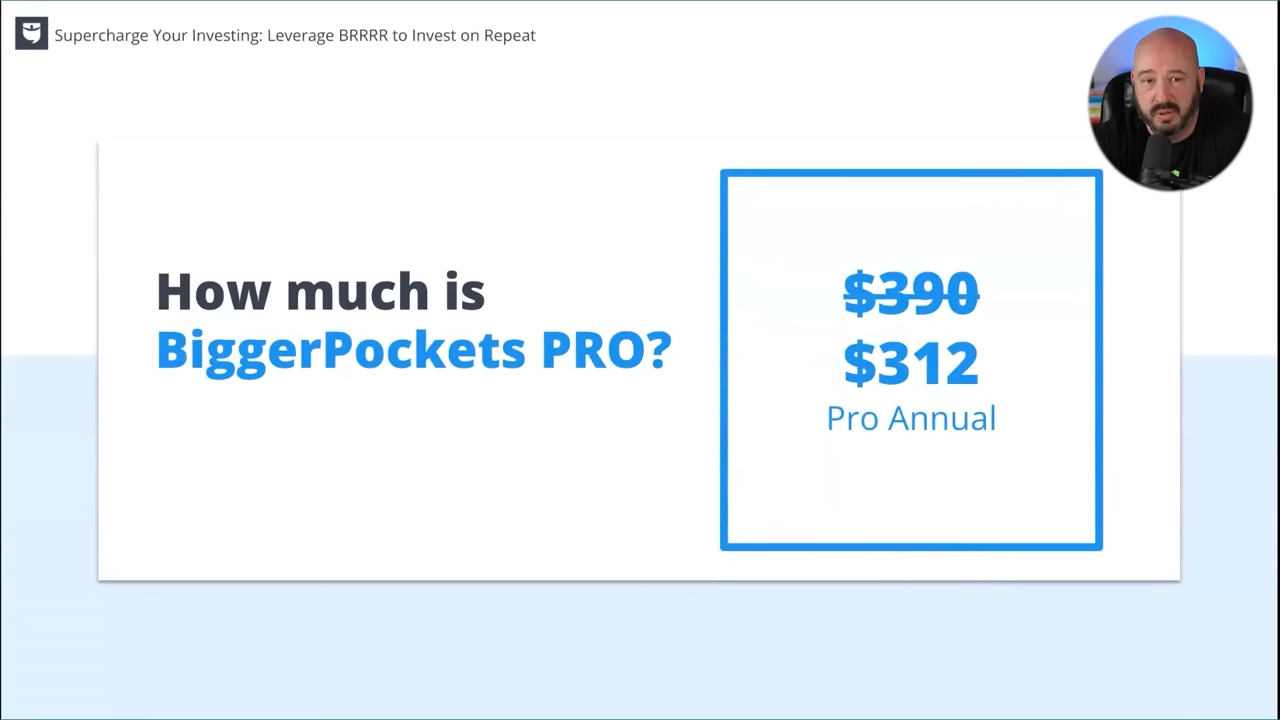 Supercharge Your Investing: Leverage BRRRR to Invest on Repeat
How much is
BiggerPockets PRO?
$390
$312
Pro Annual